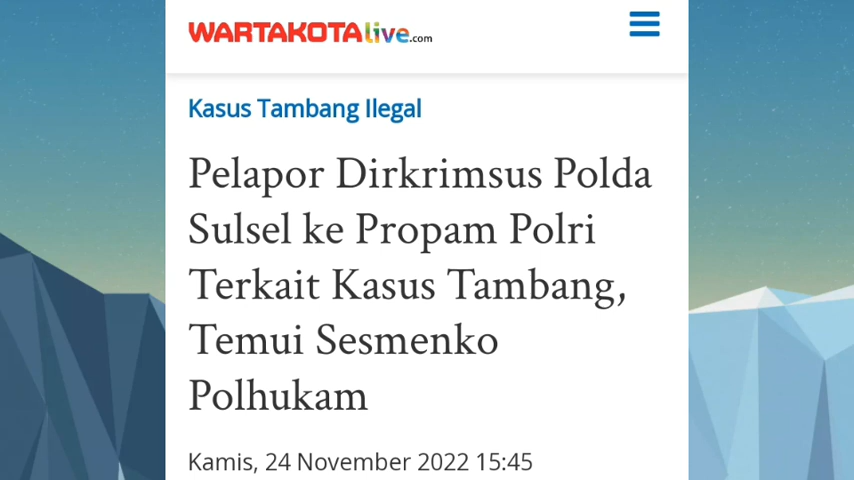 WARTAKOTAlive.com
Kasus Tambang Ilegal
Pelapor Dirkrimsus Polda
Sulsel ke Propam Polri
Terkait Kasus Tambang,
Temui Sesmenko
Polhukam
Kamis, 24 November 2022 15:45